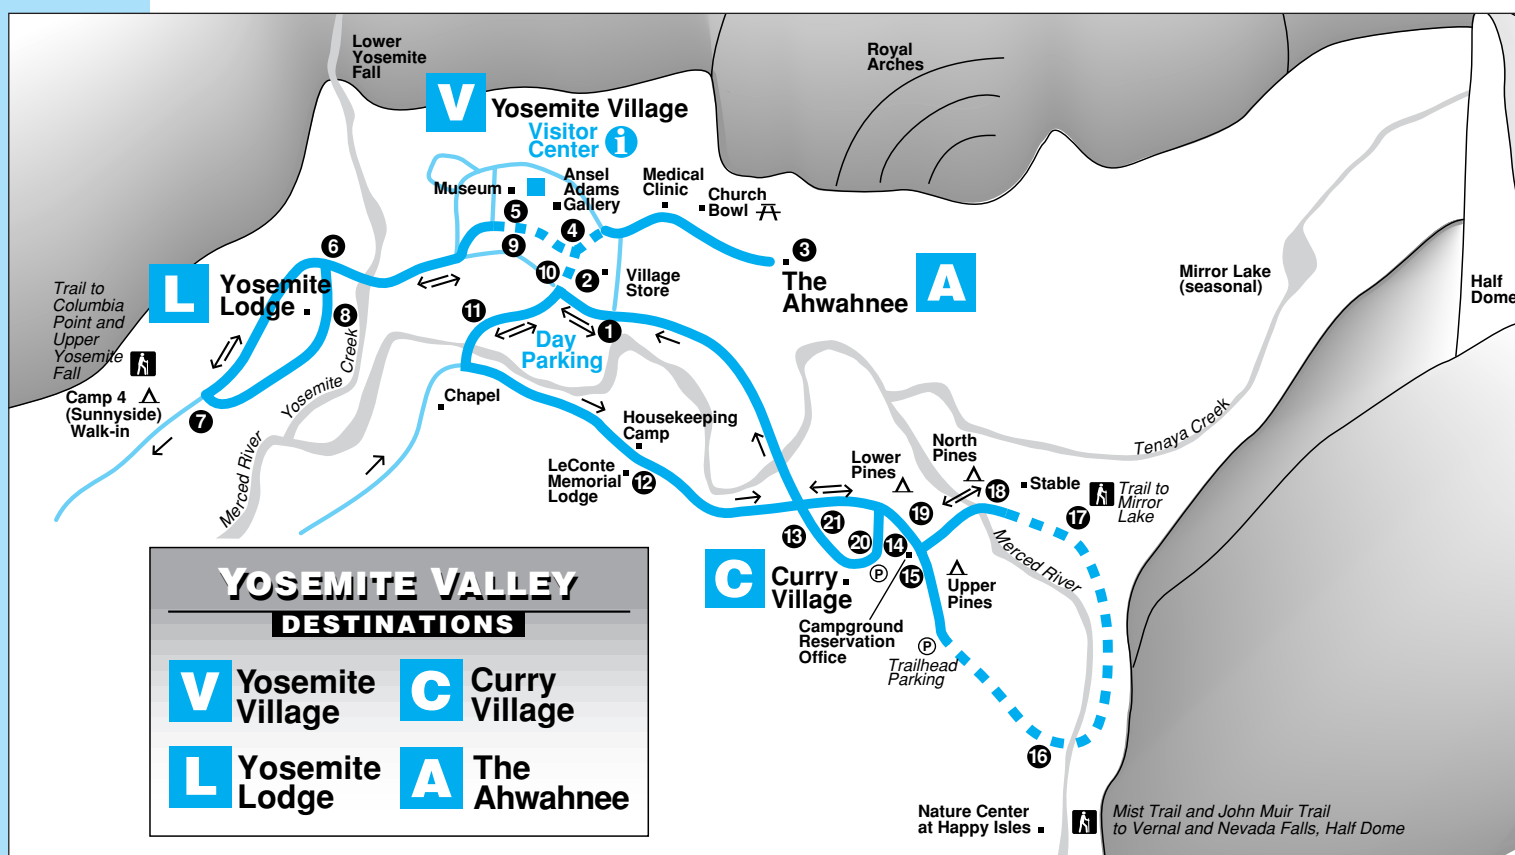 Lower
Yosemite
Fall
Royal
Arches
V
Yosemite Village
Visitor
Center
i
Museum
Ansel
Adams
Gallery
Medical
Clinic
Church
Bowl
5
4
9
10
2
Village
Store
3
The
Ahwahnee
A
6
L
Yosemite
Lodge
8
11
1
Day
Parking
Mirror Lake
(seasonal)
Half
Dome
Trail to
Columbia
Point and
Upper
Yosemite
Fall
Camp 4
(Sunnyside)
Walk-in
7
Yosemite Creek
Merced River
Chapel
Housekeeping
Camp
LeConte
Memorial
Lodge
12
Tenaya Creek
Lower
Pines
North
Pines
18
Stable
17
Trail to
Mirror
Lake
19
21
13
20
14
15
Merced River
C
Curry
Village
P
Upper
Pines
Campground
Reservation
Office
P
Trailhead
Parking
16
Nature Center
at Happy Isles
Mist Trail and John Muir Trail
to Vernal and Nevada Falls, Half Dome
YOSEMITE VALLEY
DESTINATIONS
V
Yosemite
Village
C
Curry
Village
L
Yosemite
Lodge
A
The
Ahwahnee